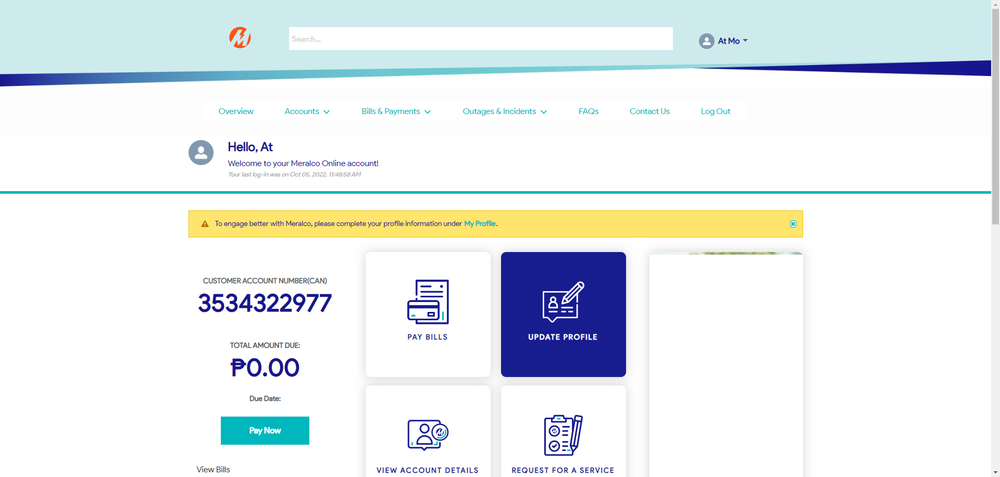 Search...
At Mo
Overview
Accounts
Bills & Payments
Outages & Incidents
FAQs
Contact Us
Log Out
Hello, At
Welcome to your Meralco Online account!
Your last log-in was on Oct 05, 2022, 11:48:58 AM
To engage better with Meralco, please complete your profile information under My Profile.
CUSTOMER ACCOUNT NUMBER(CAN)
3534322977
TOTAL AMOUNT DUE:
₱0.00
Due Date:
Pay Now
View Bills
PAY BILLS
UPDATE PROFILE
VIEW ACCOUNT DETAILS
REQUEST FOR A SERVICE